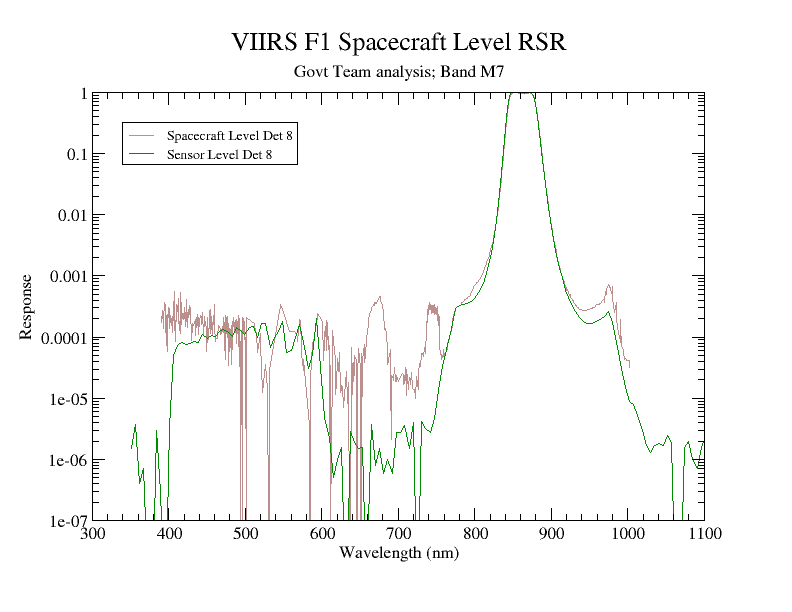 VIIRS F1 Spacecraft Level RSR
Govt Team analysis; Band M7
Spacecraft Level Det 8
Sensor Level Det 8
Response
1
0.1
0.01
0.001
0.0001
1e-05
1e-06
1e-07
300 400 500 600 700 800 900 1000 1100
Wavelength (nm)